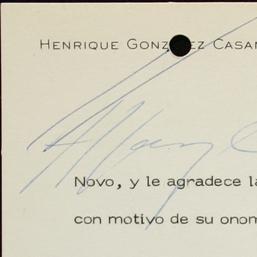 HENRIQUE GONZ EZ CASAN
Novo, y le agradece la
con motivo de su onom